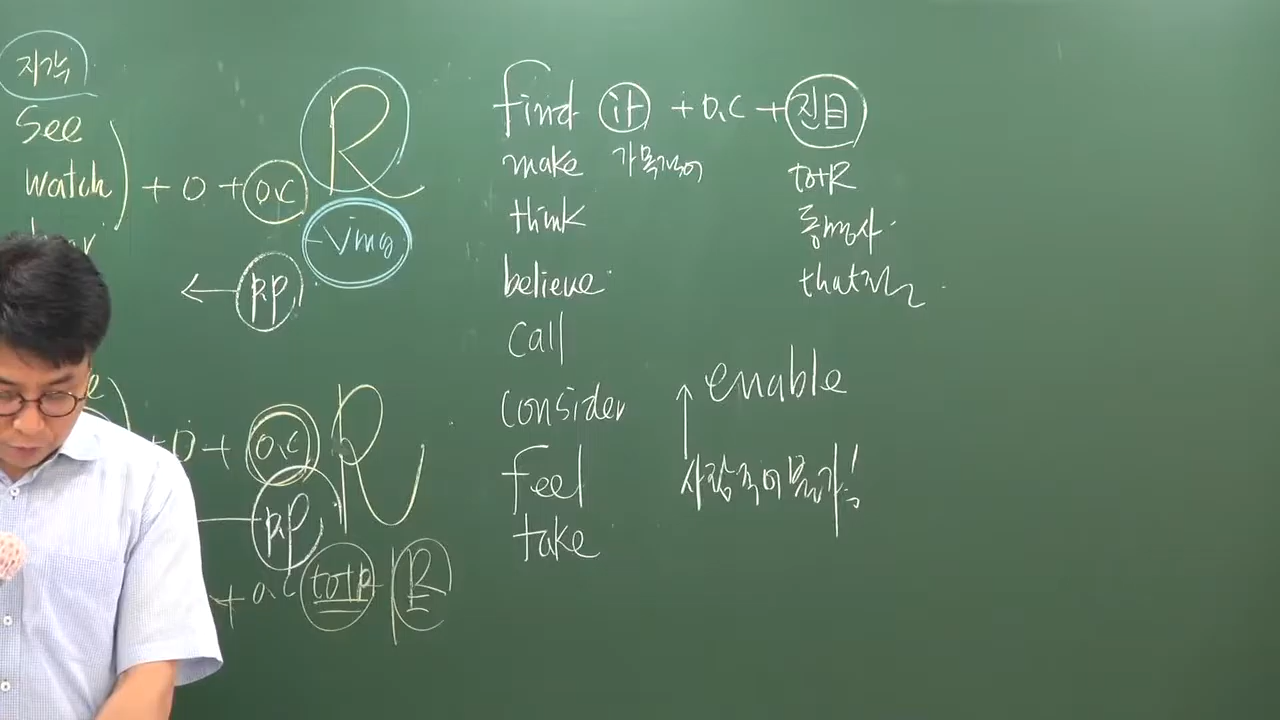 지각
See
watch + O + o.c R
-Ving
← p.p
+ O + o.c R
p.p
+ o.c to+R R
find it + o.c + 진目
make 가목적어 to+R
think 동명사
believe that절
call
consider enable
feel 사람 주어 불가!
take